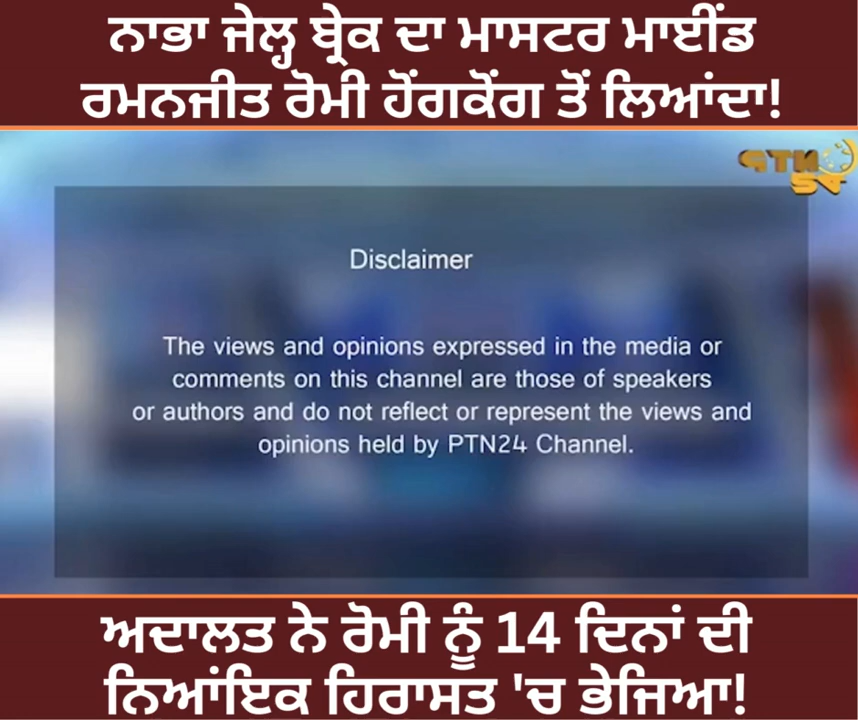 ਨਾਭਾ ਜੇਲ੍ਹ ਬ੍ਰੇਕ ਦਾ ਮਾਸਟਰ ਮਾਈਂਡ
ਰਮਨਜੀਤ ਰੋਮੀ ਹੋਂਗਕੋਂਗ ਤੋਂ ਲਿਆਂਦਾ!
PTN
24
Disclaimer
The views and opinions expressed in the media or
comments on this channel are those of speakers
or authors and do not reflect or represent the views and
opinions held by PTN24 Channel.
ਅਦਾਲਤ ਨੇ ਰੋਮੀ ਨੂੰ 14 ਦਿਨਾਂ ਦੀ
ਨਿਆਂਇਕ ਹਿਰਾਸਤ 'ਚ ਭੇਜਿਆ!